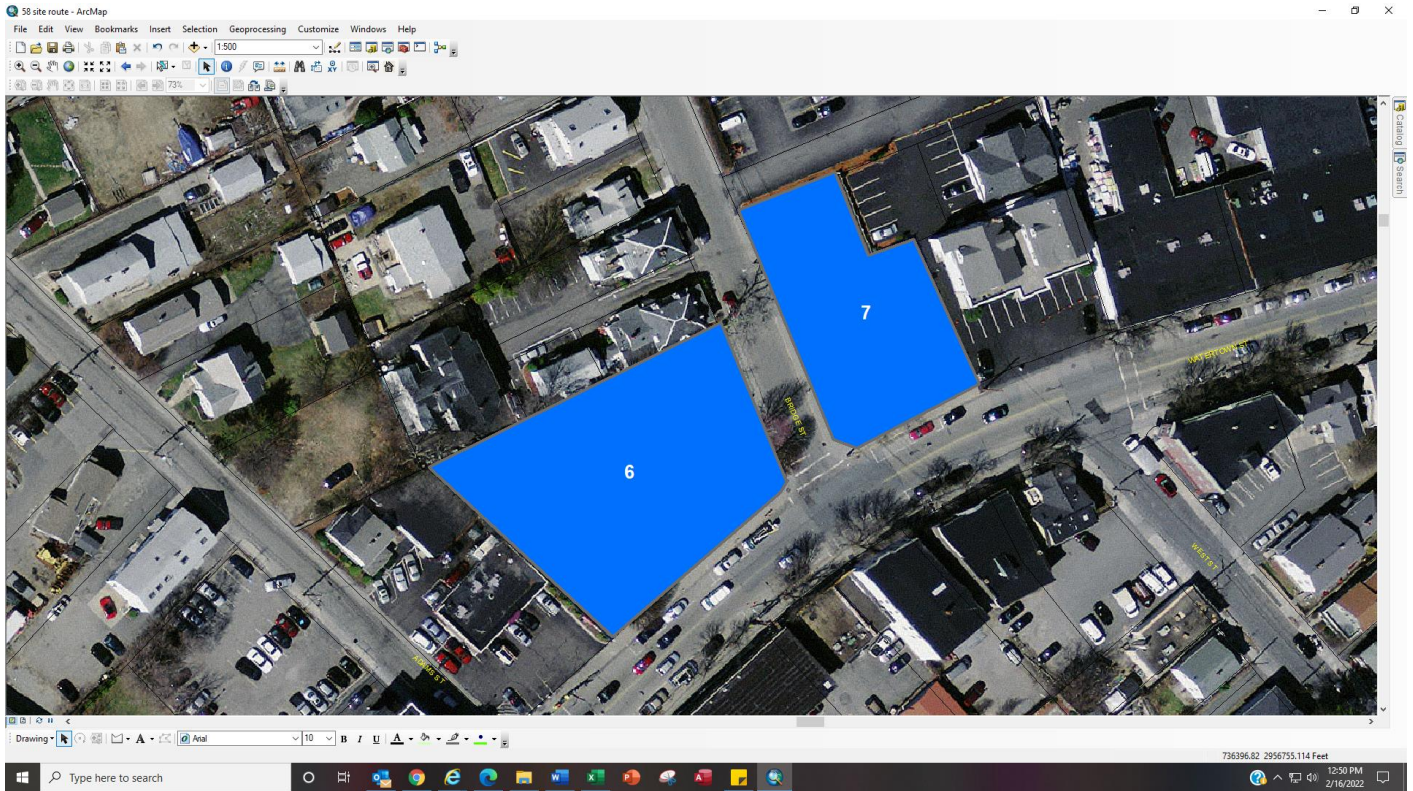 58 site route - ArcMap
File Edit View Bookmarks Insert Selection Geoprocessing Customize Windows Help
1:500
73%
Catalog
Search
7
WATERTOWN ST
BRIDGE ST
6
WEST ST
ADAMS ST
Drawing
A
Arial
10
B I U A
736396.82 2956755.114 Feet
Type here to search
12:50 PM
2/16/2022